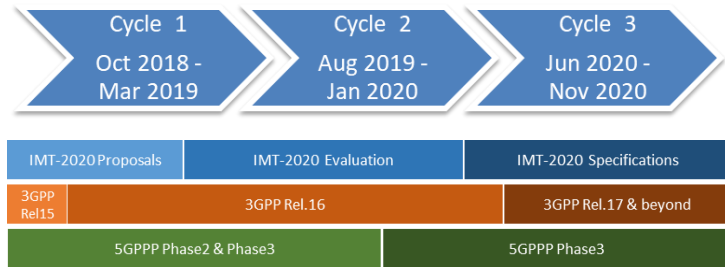 Cycle 1
Oct 2018 -
Mar 2019
Cycle 2
Aug 2019 -
Jan 2020
Cycle 3
Jun 2020 -
Nov 2020
IMT-2020 Proposals
IMT-2020 Evaluation
IMT-2020 Specifications
3GPP
Rel15
3GPP Rel.16
3GPP Rel.17 & beyond
5GPPP Phase2 & Phase3
5GPPP Phase3